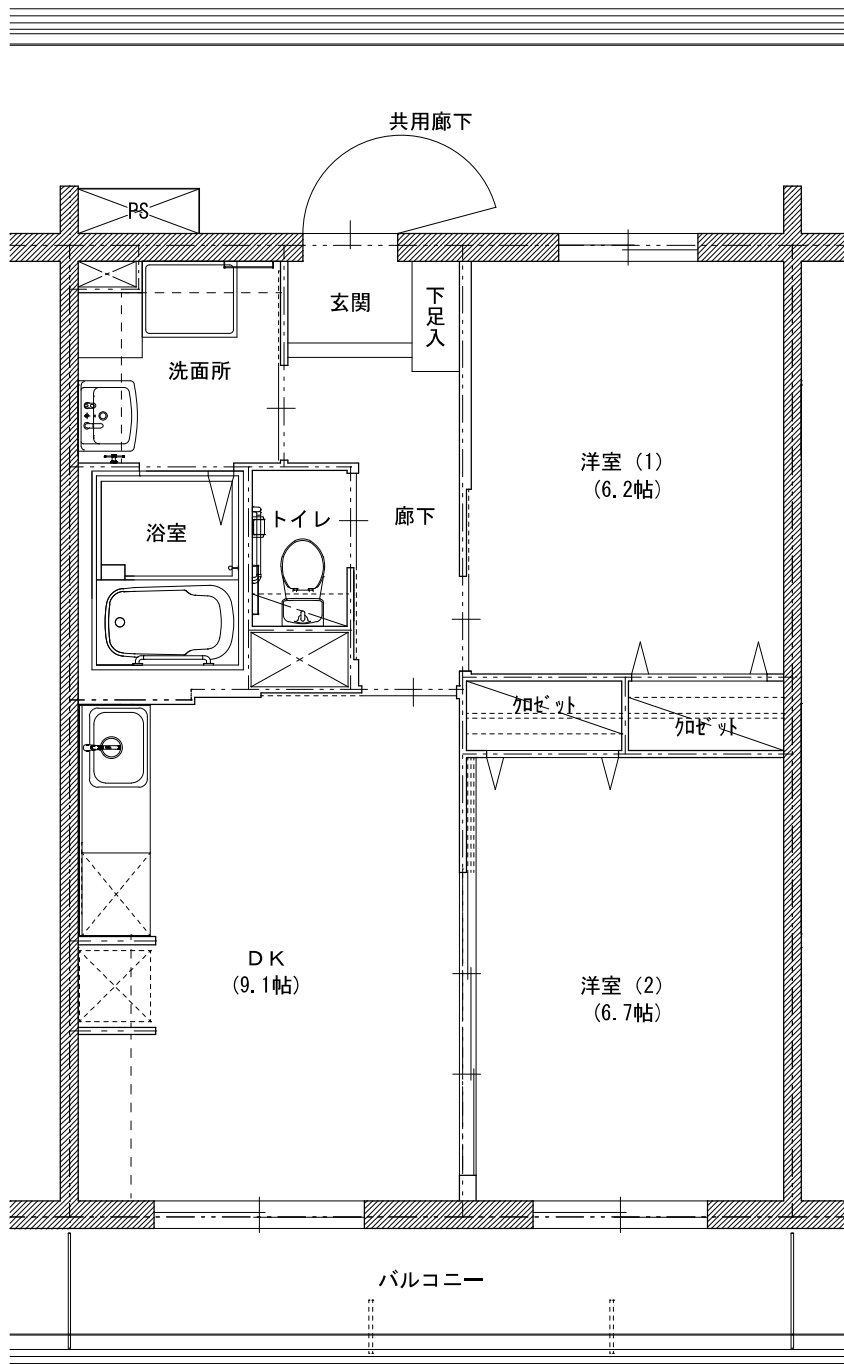 共用廊下
PS
玄関
下足入
洗面所
洋室（1）
(6.2帖)
浴室
トイレ
廊下
クロゼット
クロゼット
DK
(9.1帖)
洋室（2）
(6.7帖)
バルコニー